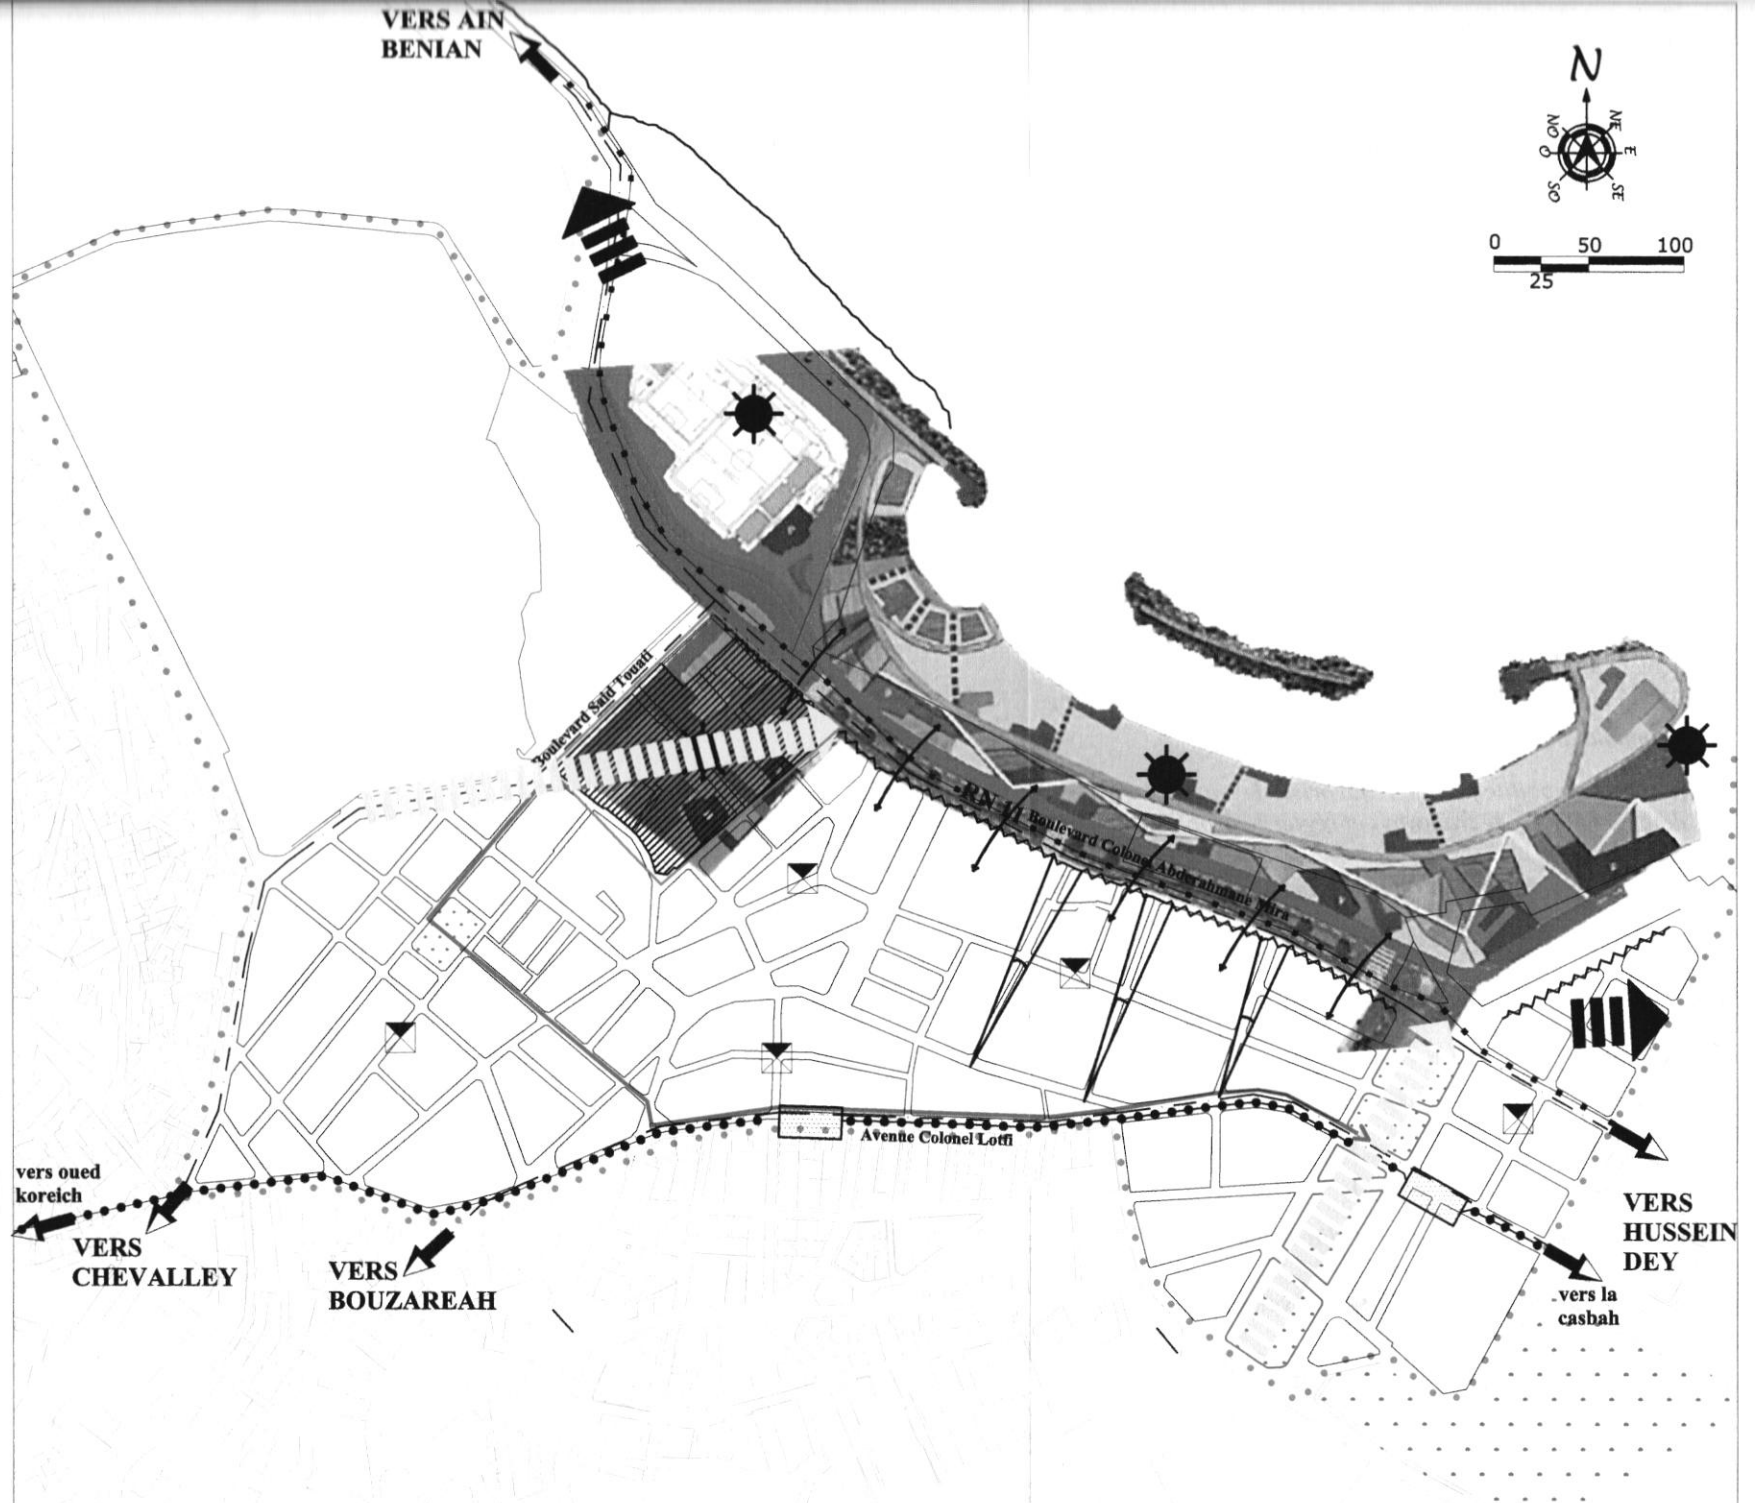 VERS AIN
BENIAN
N
NO
NE
O
E
SO
SE
0 50 100
25
Boulevard Said Touati
RN 11 Boulevard Colonel Abderahmane Mira
Avenue Colonel Lotfi
vers oued
koreich
VERS
CHEVALLEY
VERS
BOUZAREAH
VERS
HUSSEIN
DEY
vers la
casbah